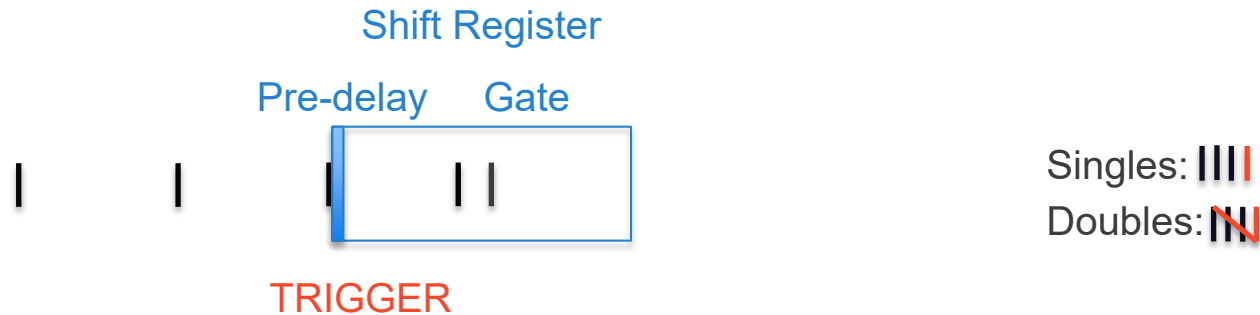 Shift Register
Pre-delay Gate
Singles:
Doubles:
TRIGGER